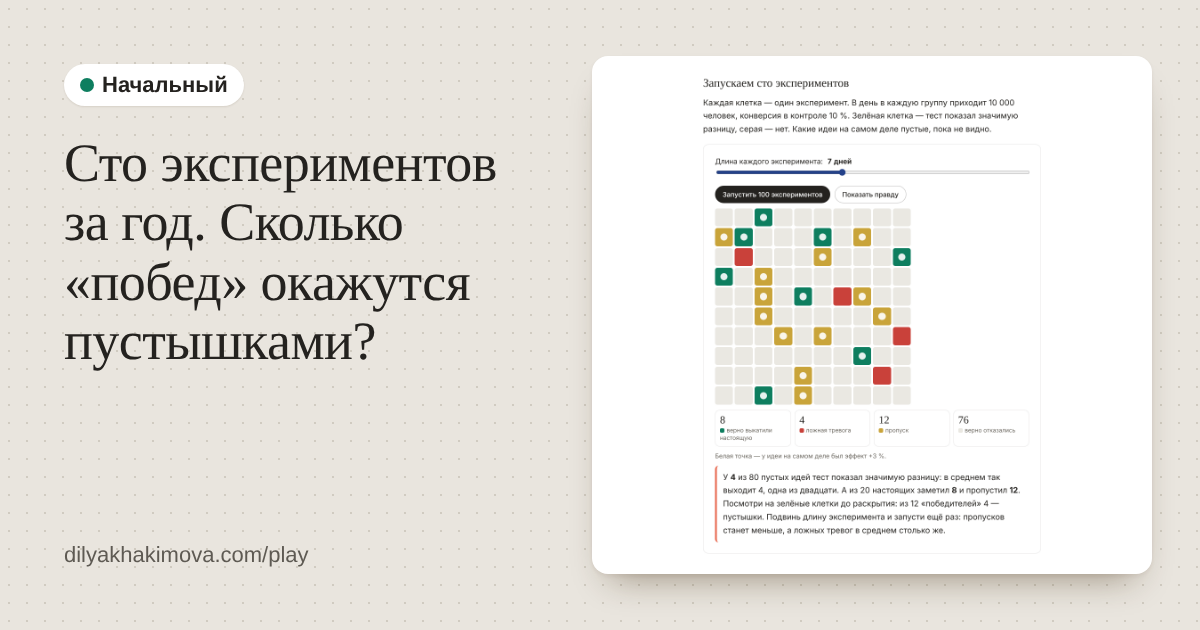 Начальный
Сто экспериментов
за год. Сколько
«побед» окажутся
пустышками?
dilyakhakimova.com/play
Запускаем сто экспериментов
Каждая клетка — один эксперимент. В день в каждую группу приходит 10 000
человек, конверсия в контроле 10 %. Зелёная клетка — тест показал значимую
разницу, серая — нет. Какие идеи на самом деле пустые, пока не видно.
Длина каждого эксперимента: 7 дней
Запустить 100 экспериментов
Показать правду
8
верно выкатили
настоящую
4
ложная тревога
12
пропуск
76
верно отказались
Белая точка — у идеи на самом деле был эффект +3 %.
У 4 из 80 пустых идей тест показал значимую разницу: в среднем так
выходит 4, одна из двадцати. А из 20 настоящих заметил 8 и пропустил 12.
Посмотри на зелёные клетки до раскрытия: из 12 «победителей» 4 —
пустышки. Подвинь длину эксперимента и запусти ещё раз: пропусков
станет меньше, а ложных тревог в среднем столько же.